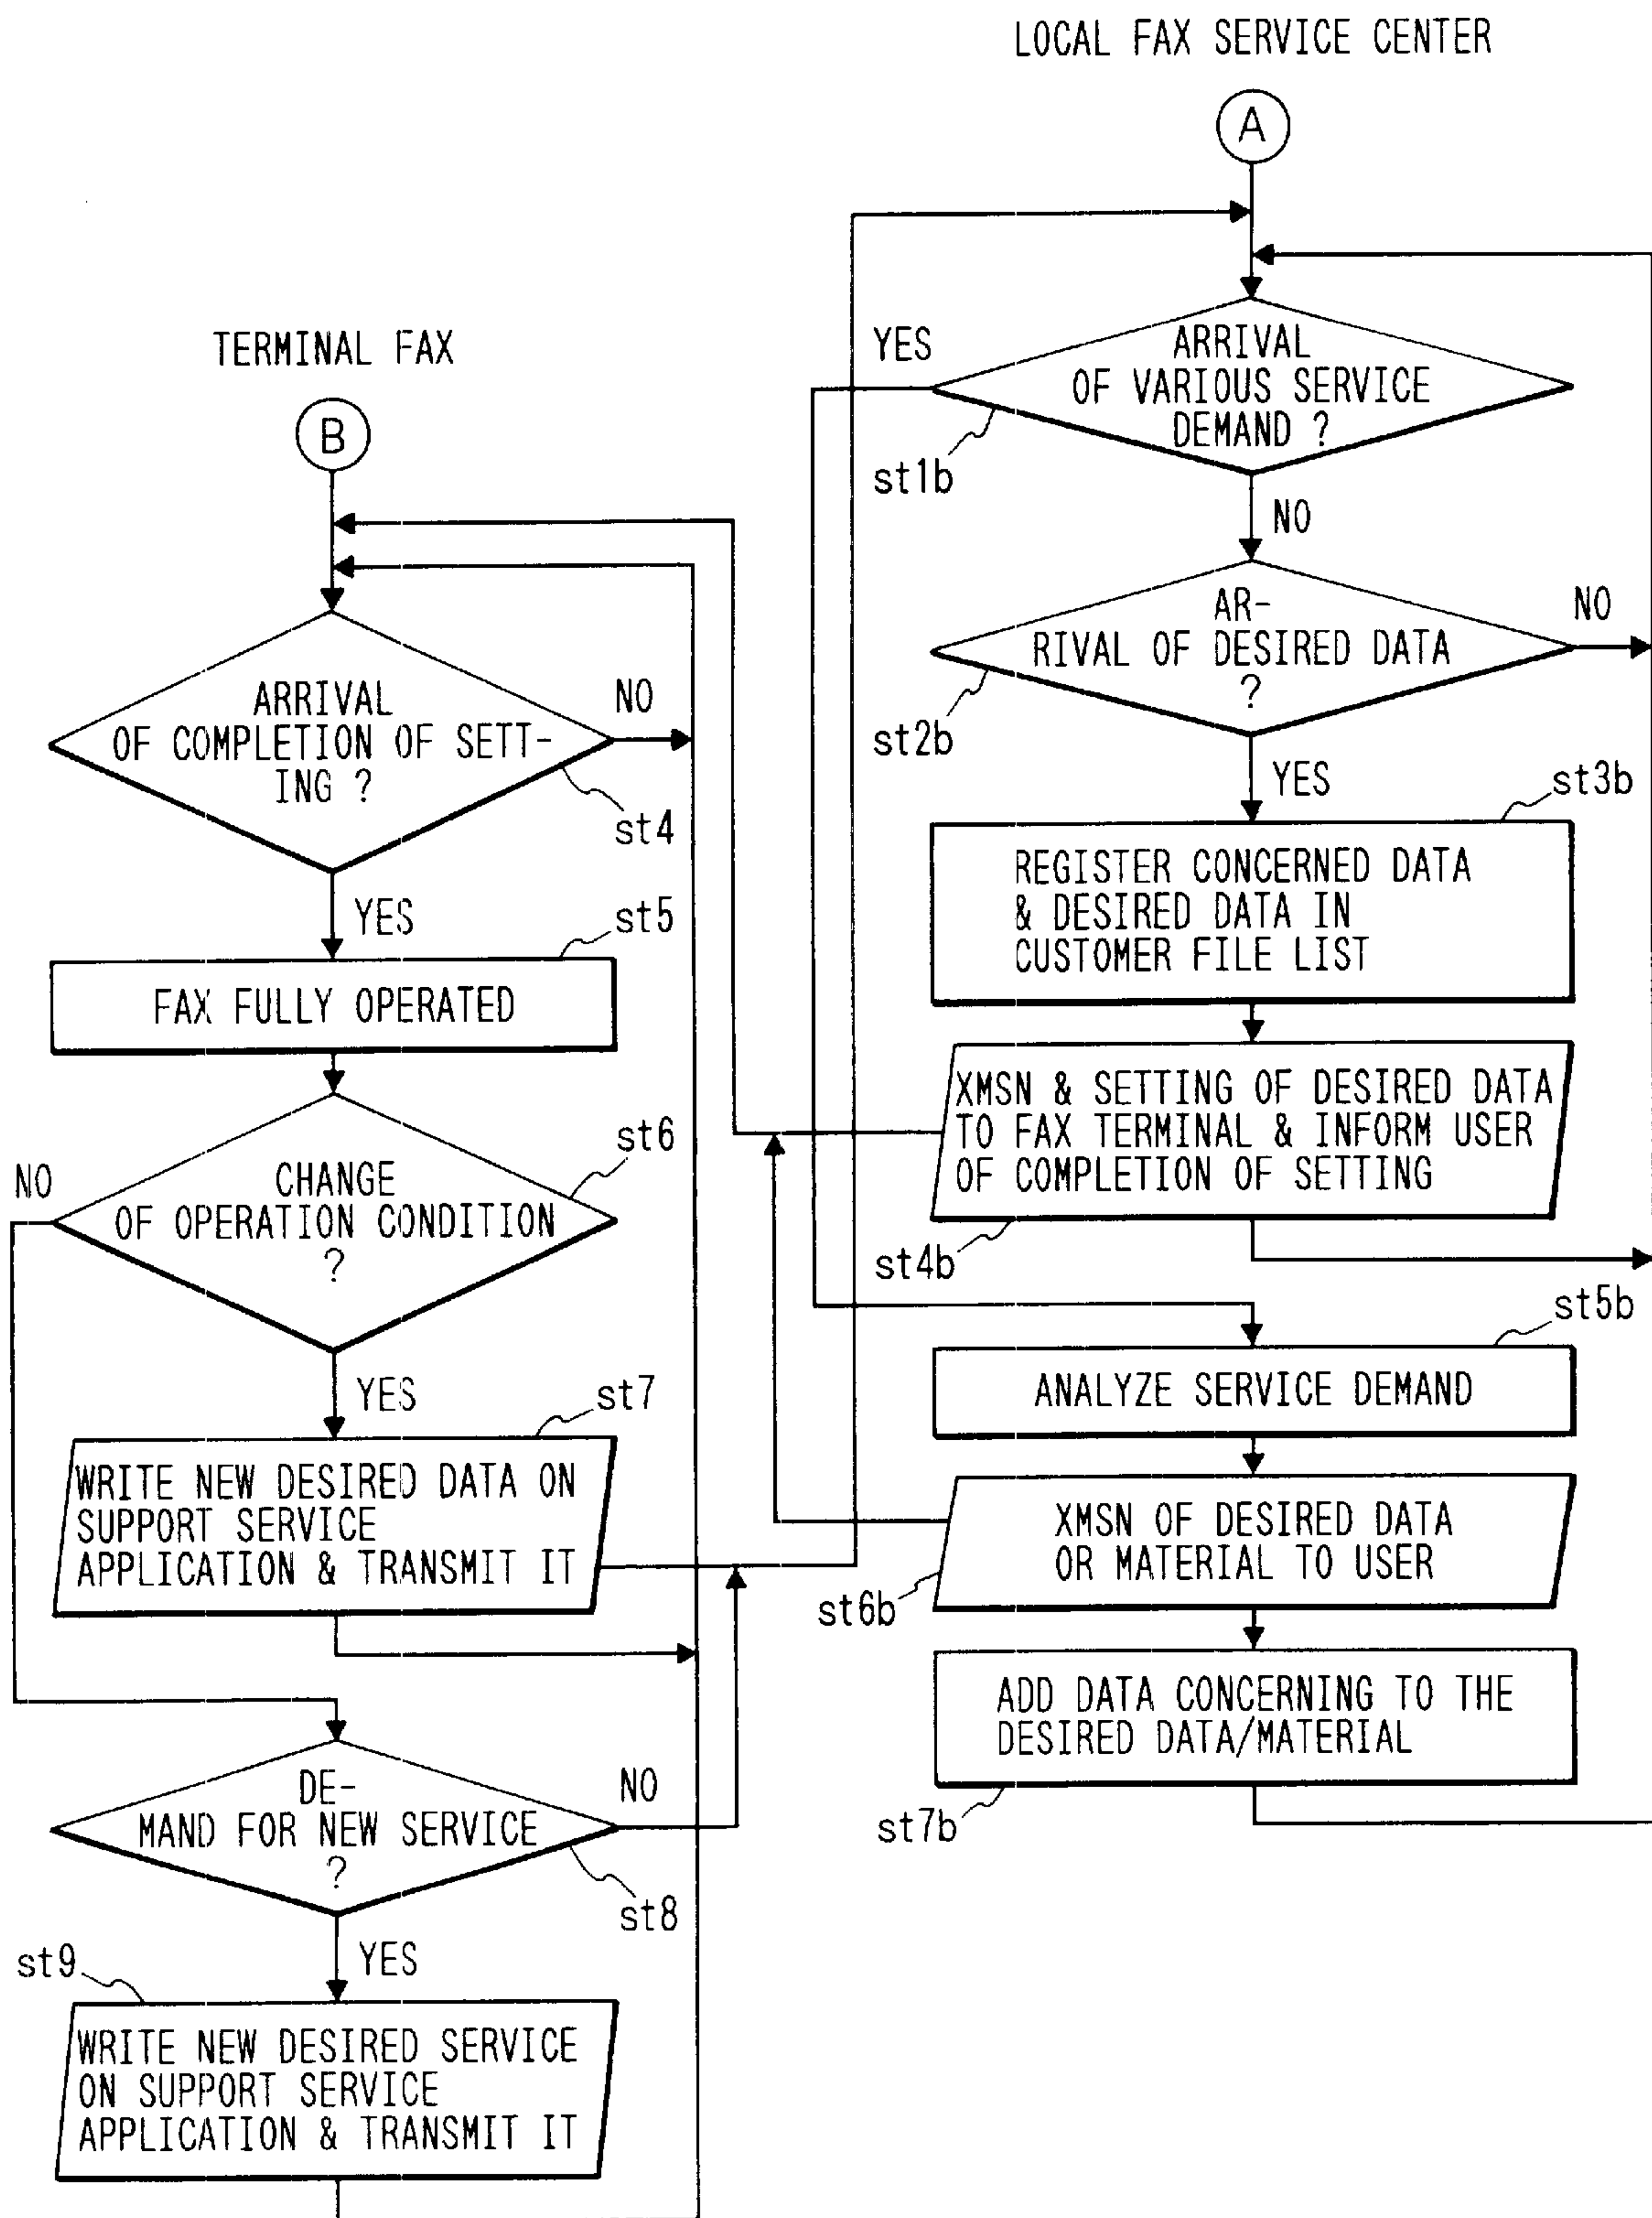 LOCAL FAX SERVICE CENTER
A
YES
ARRIVAL
OF VARIOUS SERVICE
DEMAND ?
st1b
NO
AR-
RIVAL OF DESIRED DATA
?
NO
st2b
YES
st3b
REGISTER CONCERNED DATA
& DESIRED DATA IN
CUSTOMER FILE LIST
XMSN & SETTING OF DESIRED DATA
TO FAX TERMINAL & INFORM USER
OF COMPLETION OF SETTING
st4b
st5b
ANALYZE SERVICE DEMAND
XMSN OF DESIRED DATA
OR MATERIAL TO USER
st6b
ADD DATA CONCERNING TO THE
DESIRED DATA/MATERIAL
st7b
TERMINAL FAX
B
ARRIVAL
OF COMPLETION OF SETT-
ING ?
NO
st4
YES
st5
FAX FULLY OPERATED
st6
NO
CHANGE
OF OPERATION CONDITION
?
YES
st7
WRITE NEW DESIRED DATA ON
SUPPORT SERVICE
APPLICATION & TRANSMIT IT
DE-
MAND FOR NEW SERVICE
?
NO
st8
YES
st9
WRITE NEW DESIRED SERVICE
ON SUPPORT SERVICE
APPLICATION & TRANSMIT IT